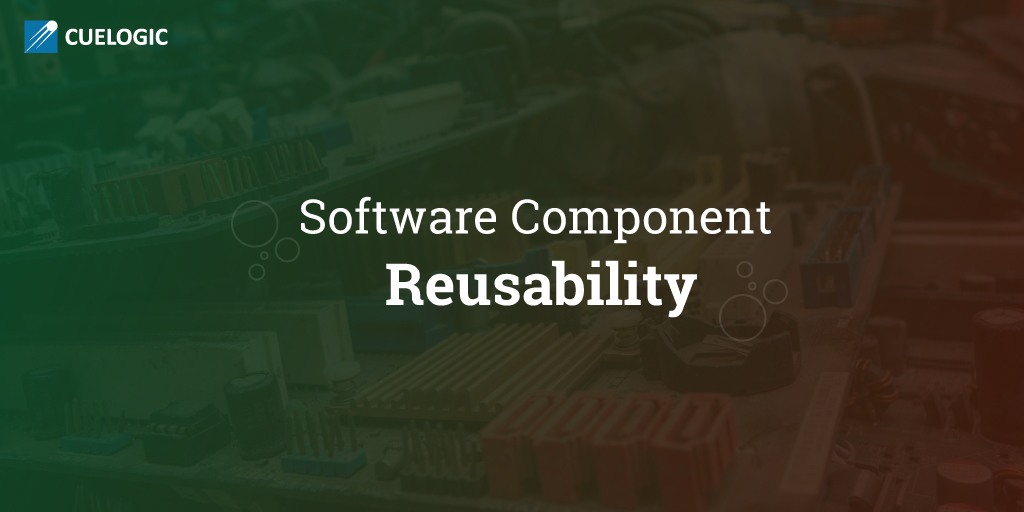 CUELOGIC
Software Component
Reusability